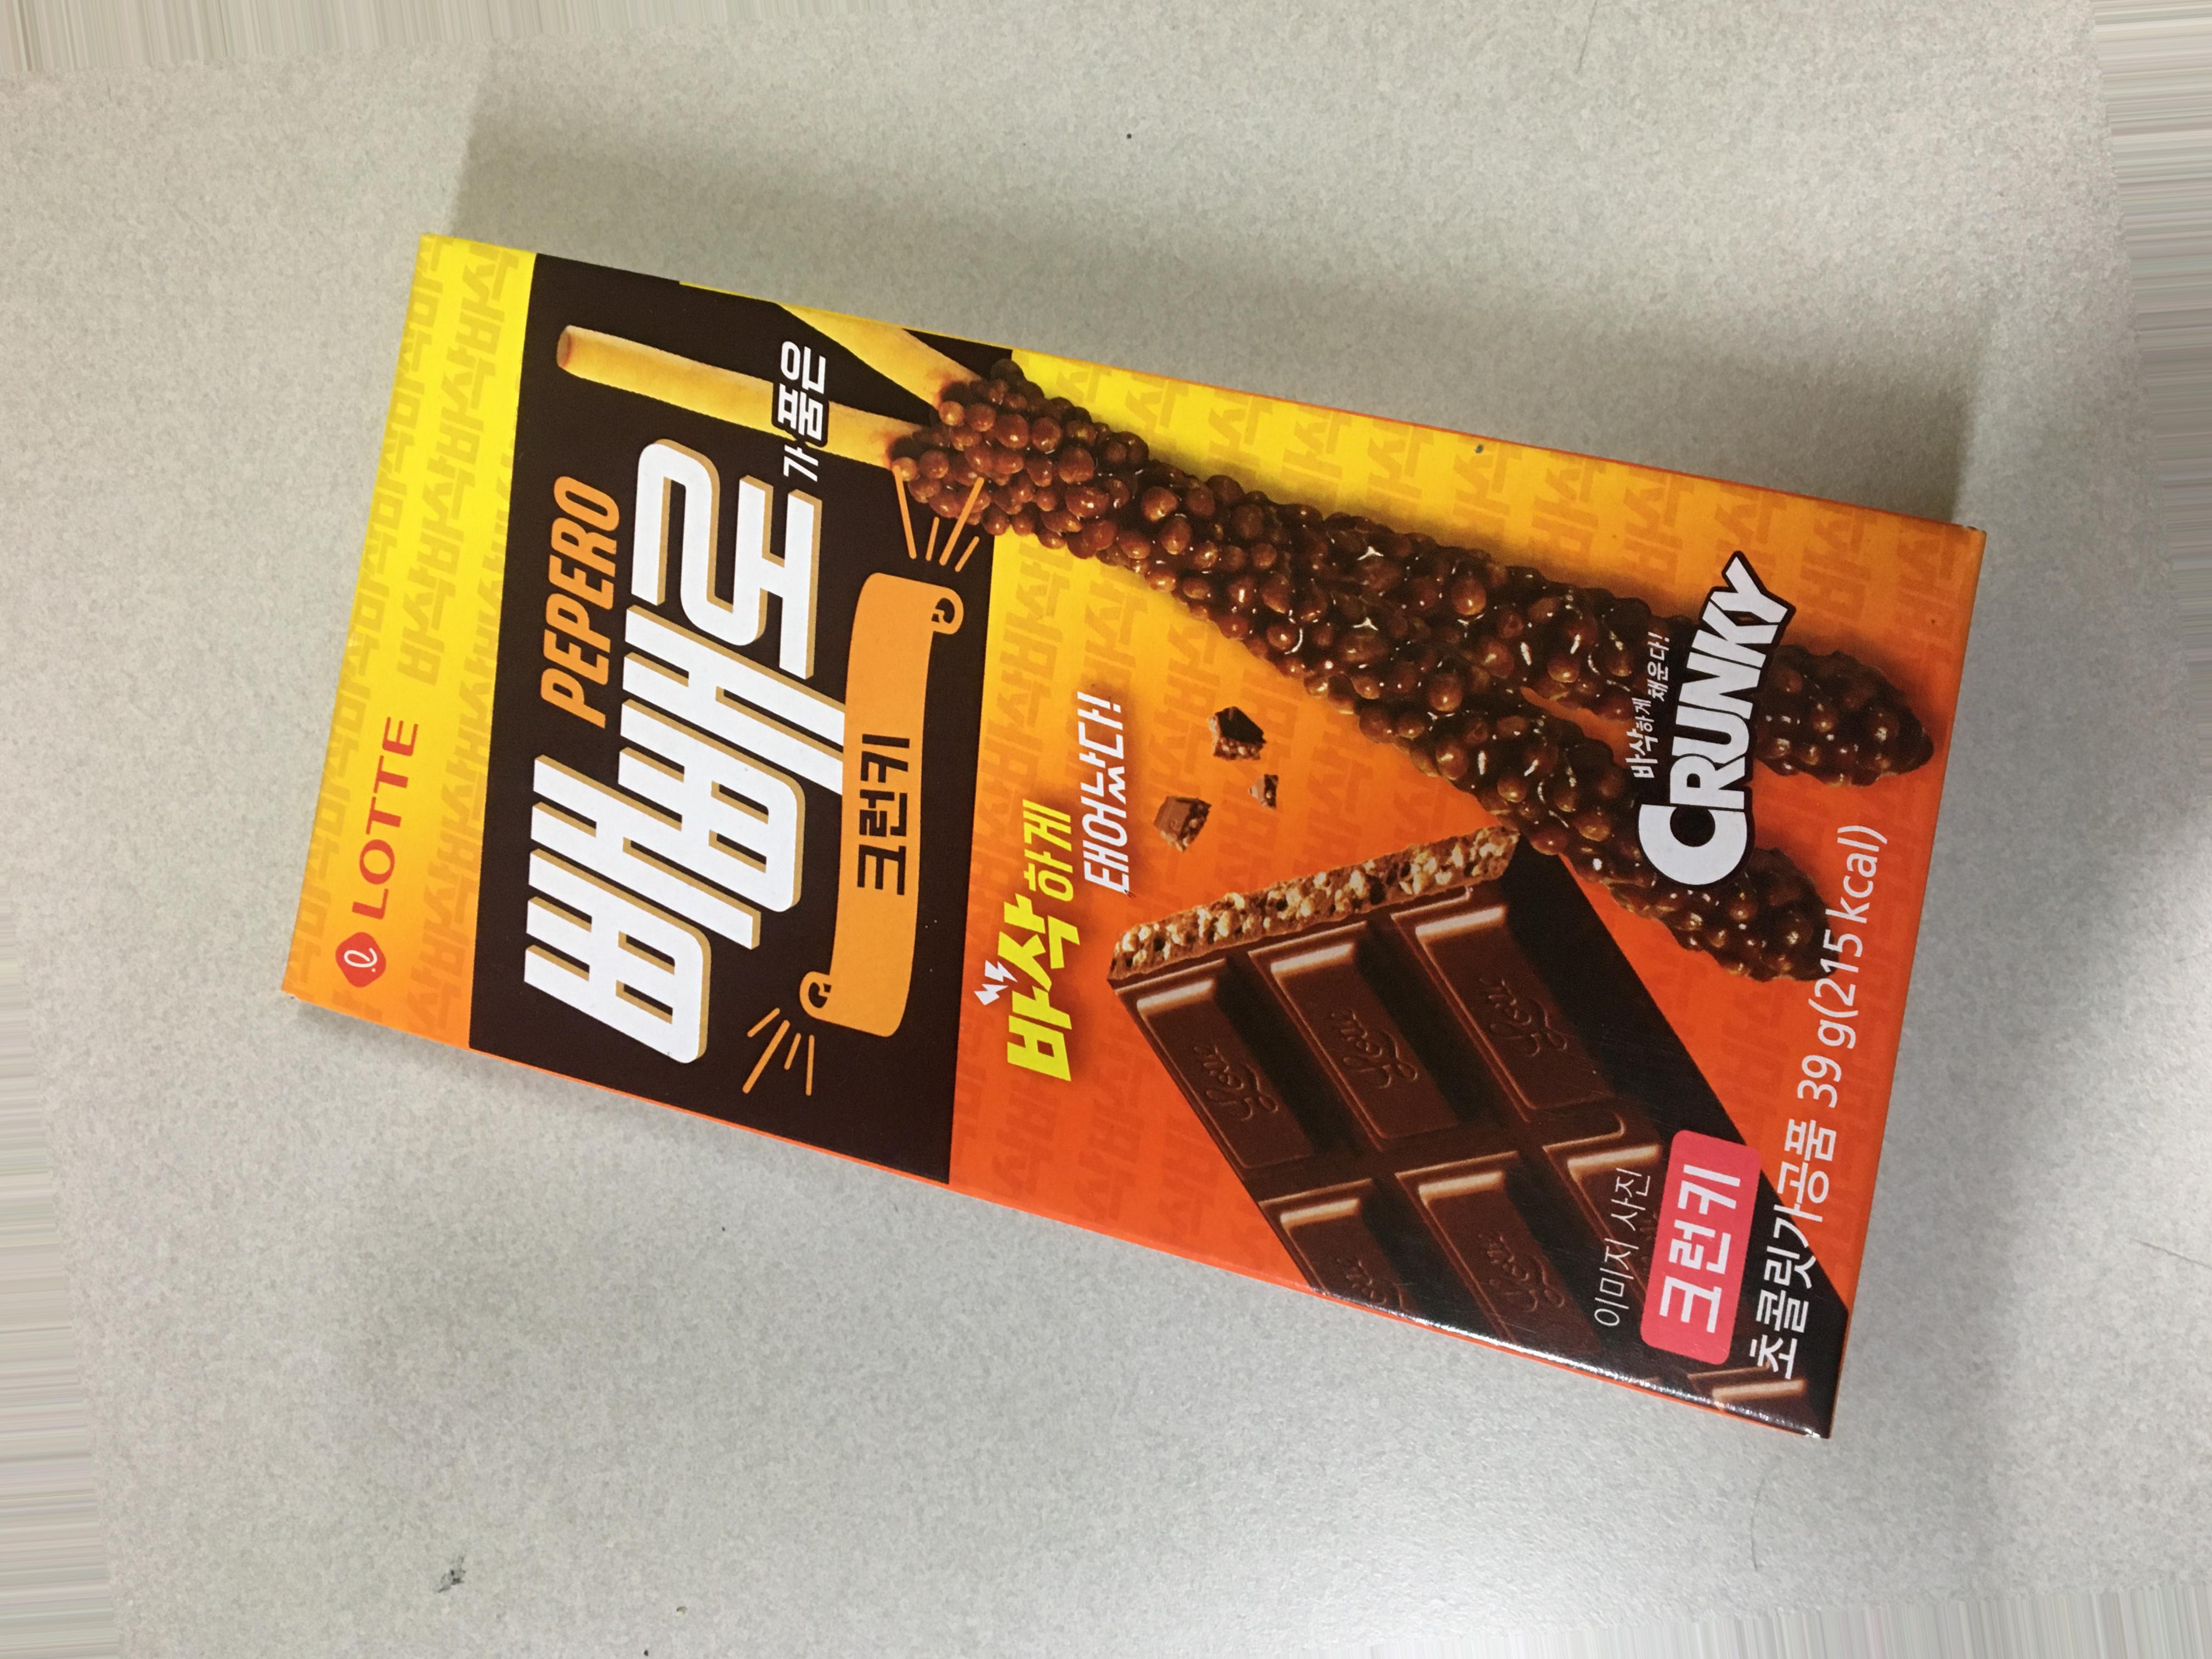 LOTTE
PEPERO
빼빼로가 품은
크런키
바삭하게
태어났다!
바삭하게 채운다!
CRUNKY
이미지 사진
크런키
초콜릿가공품 39 g(215 kcal)